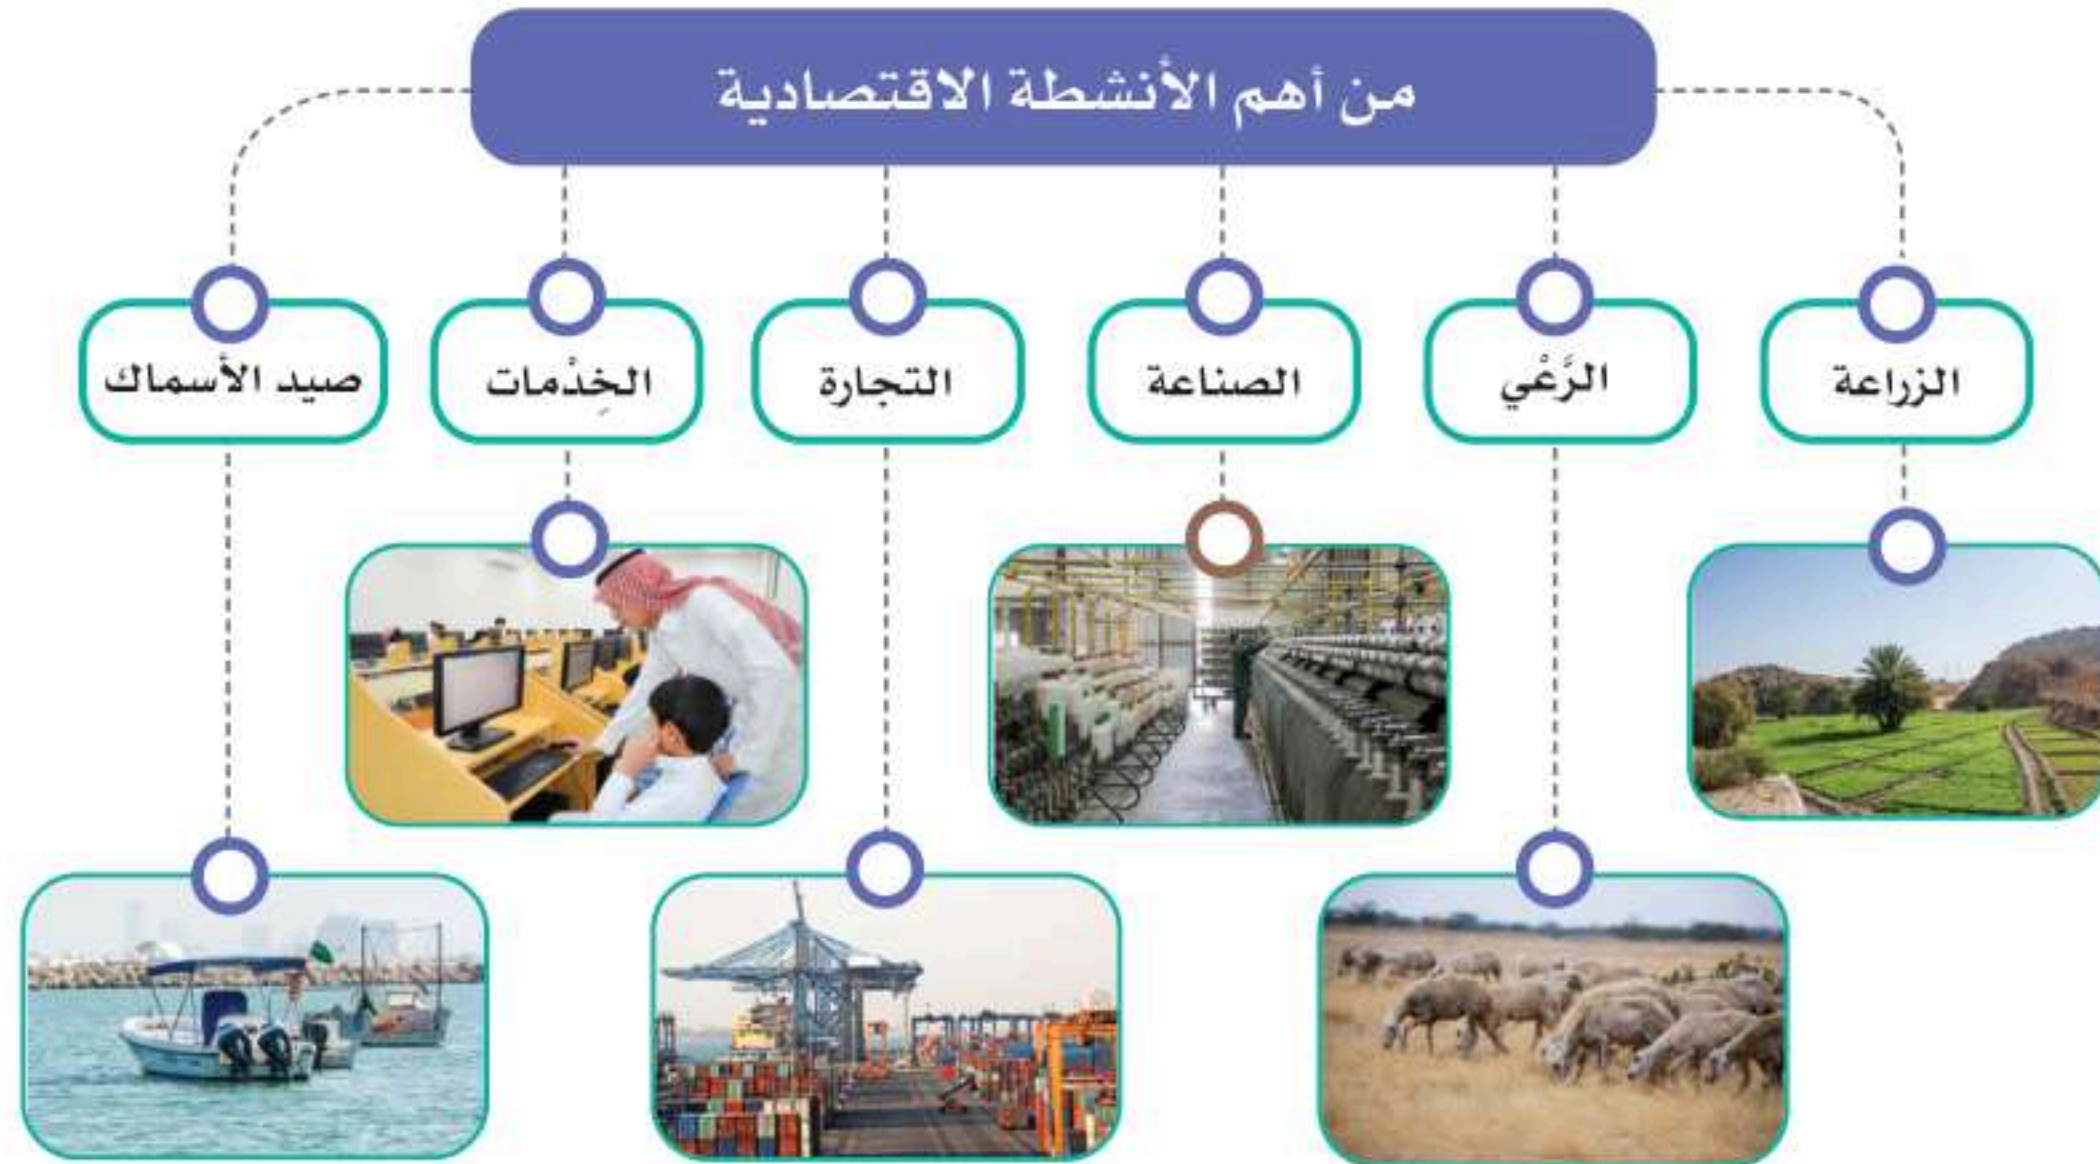 من أهم الأنشطة الاقتصادية
الزراعة
الرَّعْي
الصناعة
التجارة
الخِدْمات
صيد الأسماك